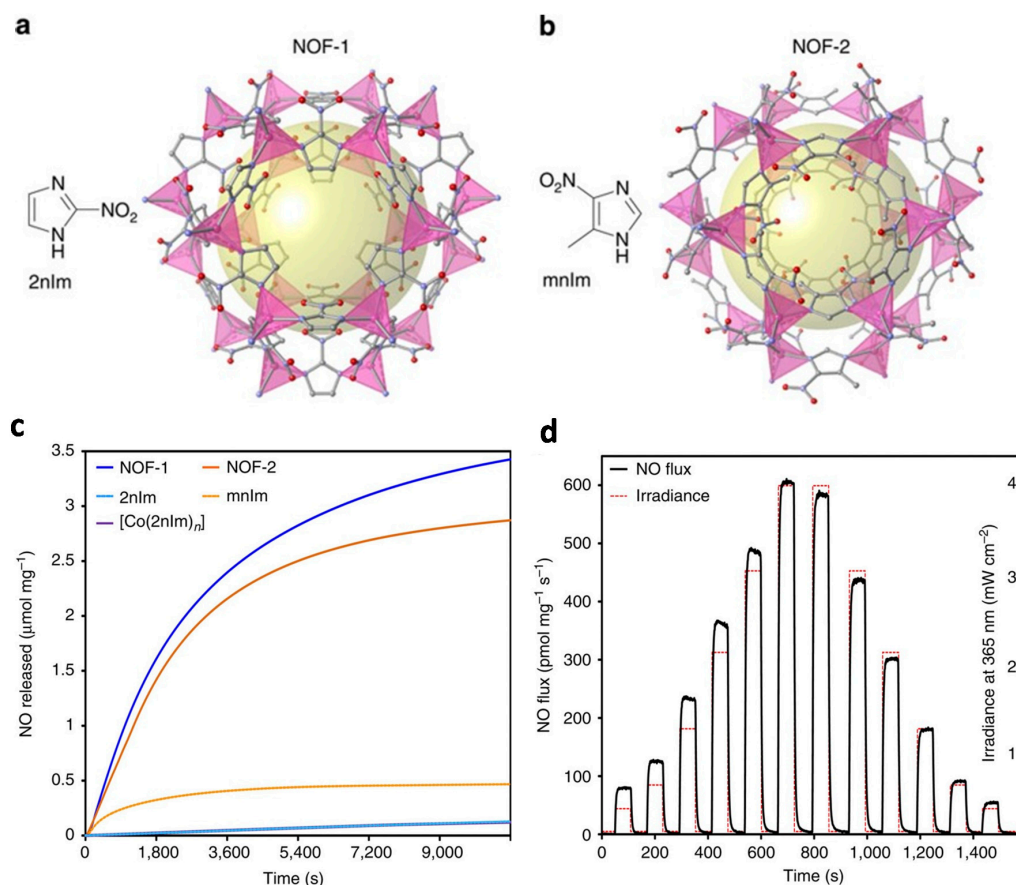 a
NOF-1
N
NO₂
N
H
2nIm
b
NOF-2
O₂N
N
N
H
mnIm
c
NO released (μmol mg⁻¹)
3.5
3
2.5
2
1.5
1
0.5
0
NOF-1
NOF-2
2nIm
mnIm
[Co(2nIm)ₙ]
0
1,800
3,600
5,400
7,200
9,000
Time (s)
d
NO flux (pmol mg⁻¹ s⁻¹)
600
500
400
300
200
100
0
NO flux
Irradiance
4
3
2
1
Irradiance at 365 nm (mW cm⁻²)
0
200
400
600
800
1,000
1,200
1,400
Time (s)